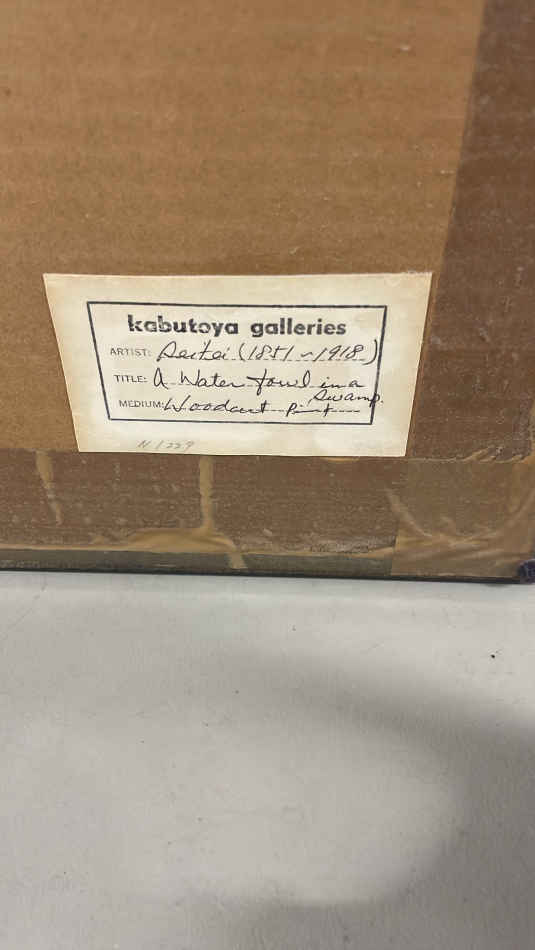 kabutoya galleries
ARTIST: Seitei (1851 ~ 1918)
TITLE: A Water fowl in a
Swamp.
MEDIUM: Woodcut print
N 1229